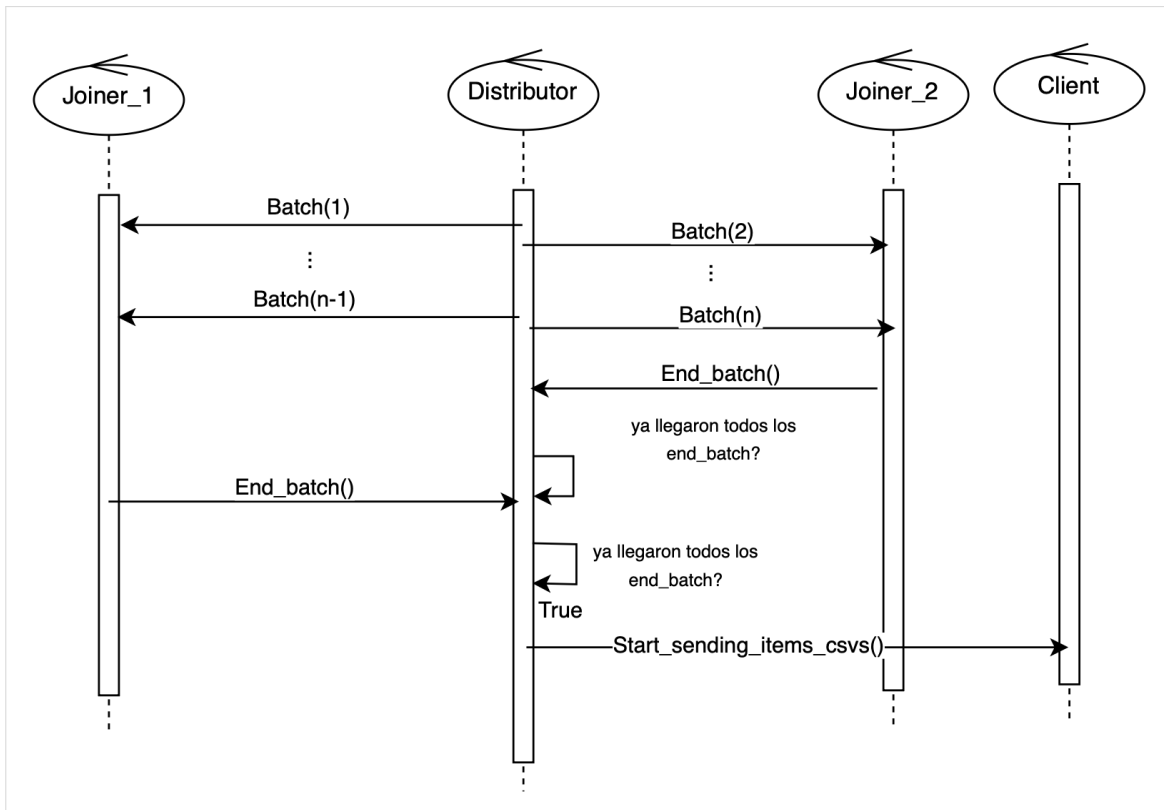 Joiner_1
Distributor
Joiner_2
Client
Batch(1)
Batch(2)
⋮
⋮
Batch(n-1)
Batch(n)
End_batch()
ya llegaron todos los
end_batch?
End_batch()
ya llegaron todos los
end_batch?
True
Start_sending_items_csvs()